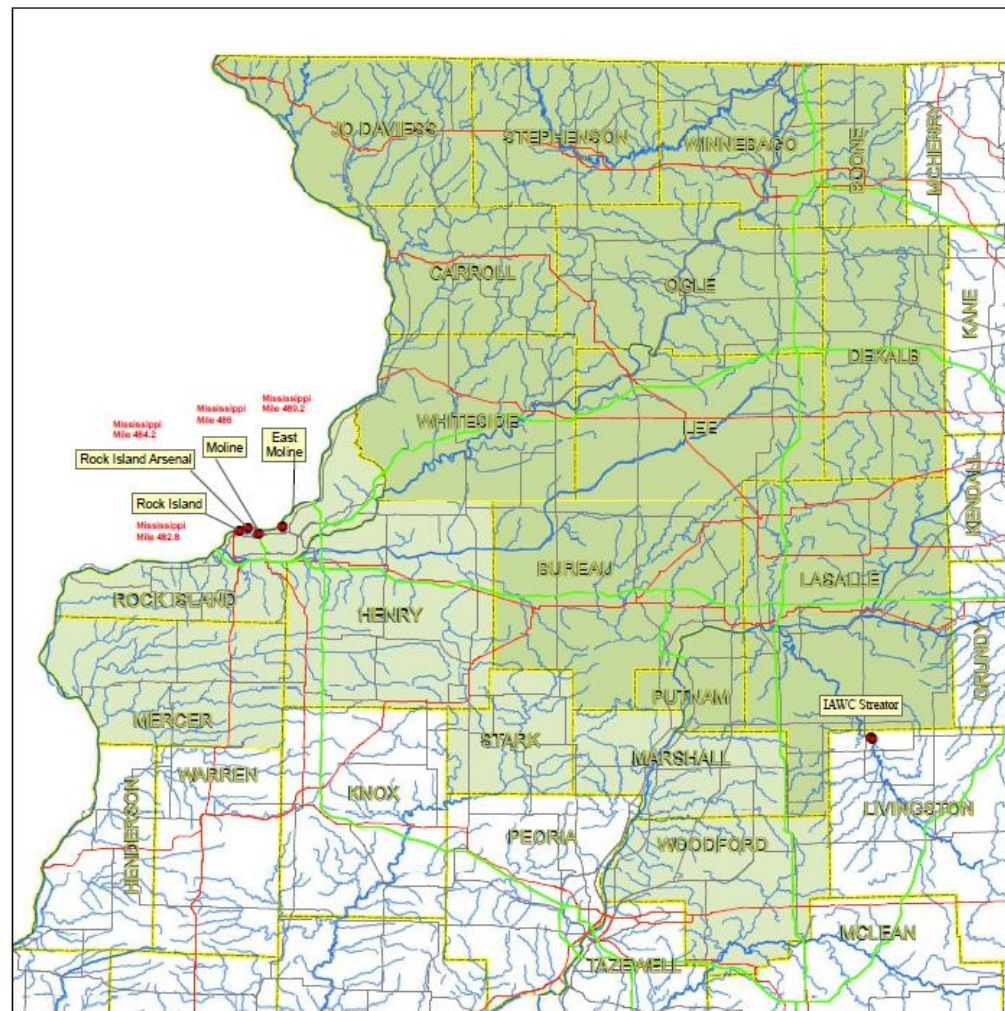 JO DAVIESS
STEPHENSON
WINNEBAGO
BOONE
MCHENRY
CARROLL
OGLE
KANE
DEKALB
Mississippi
Mile 489.2
Mississippi
Mile 486
Mississippi
Mile 484.2
WHITESIDE
LEE
East
Moline
Moline
Rock Island Arsenal
KENDALL
Rock Island
Mississippi
Mile 482.8
BUREAU
LASALLE
ROCK ISLAND
HENRY
GRUNDY
PUTNAM
IAWC Streator
MERCER
STARK
MARSHALL
WARREN
KNOX
LIVINGSTON
HENDERSON
PEORIA
WOODFORD
MCLEAN
TAZEWELL